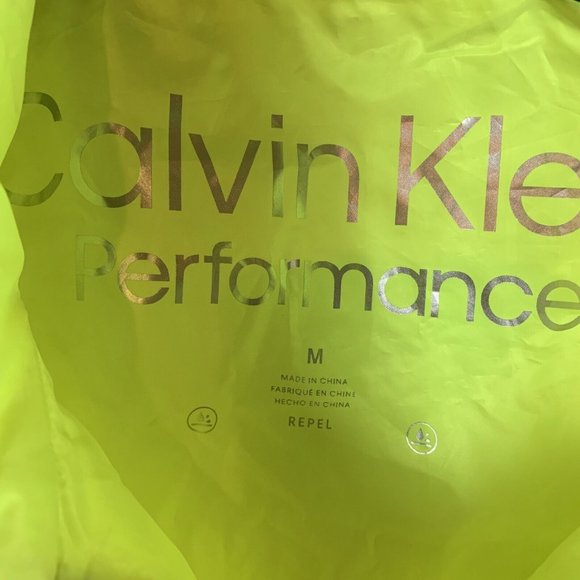 Calvin Kle
Performance
M
MADE IN CHINA
FABRIQUÉ EN CHINE
HECHO EN CHINA
REPEL